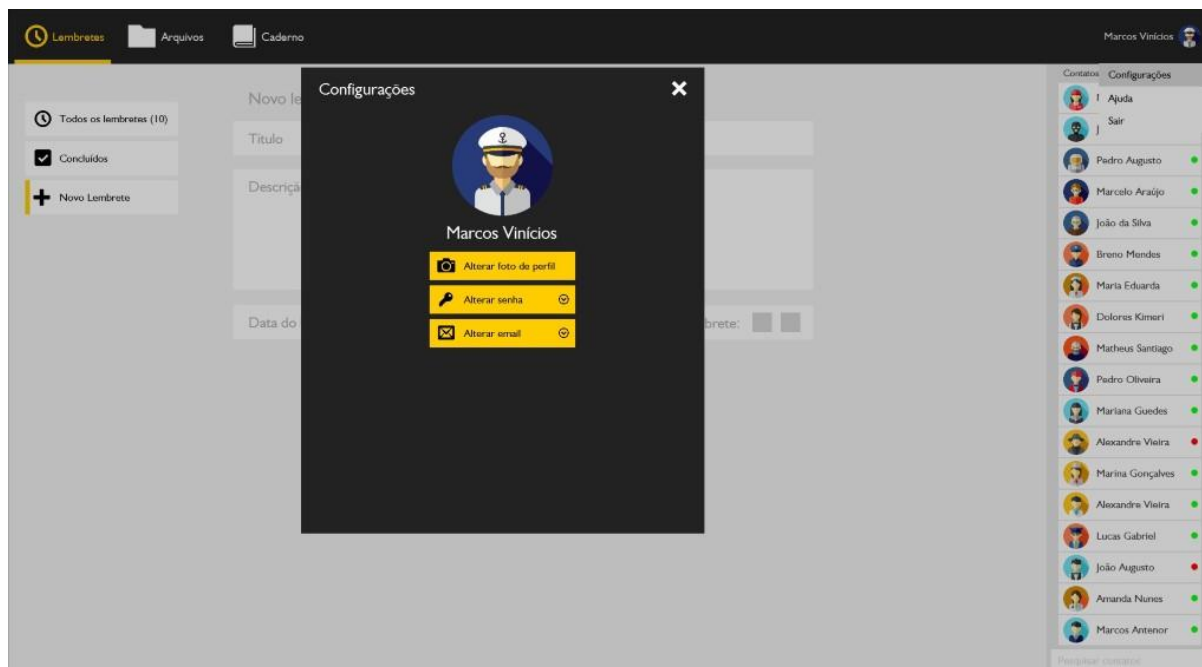 Lembretes
Arquivos
Caderno
Marcos Vinícios
Configurações
Ajuda
Sair
Todos os lembretes (10)
Concluídos
Novo Lembrete
Novo le
Título
Descriçã
Data do
brete:
Configurações
Marcos Vinícios
Alterar foto de perfil
Alterar senha
Alterar email
Contatos
Pedro Augusto
Marcelo Araújo
João da Silva
Breno Mendes
Maria Eduarda
Dolores Kimeri
Matheus Santiago
Pedro Oliveira
Mariana Guedes
Alexandre Vieira
Marina Gonçalves
Alexandre Vieira
Lucas Gabriel
João Augusto
Amanda Nunes
Marcos Antenor
Pesquisar contatos